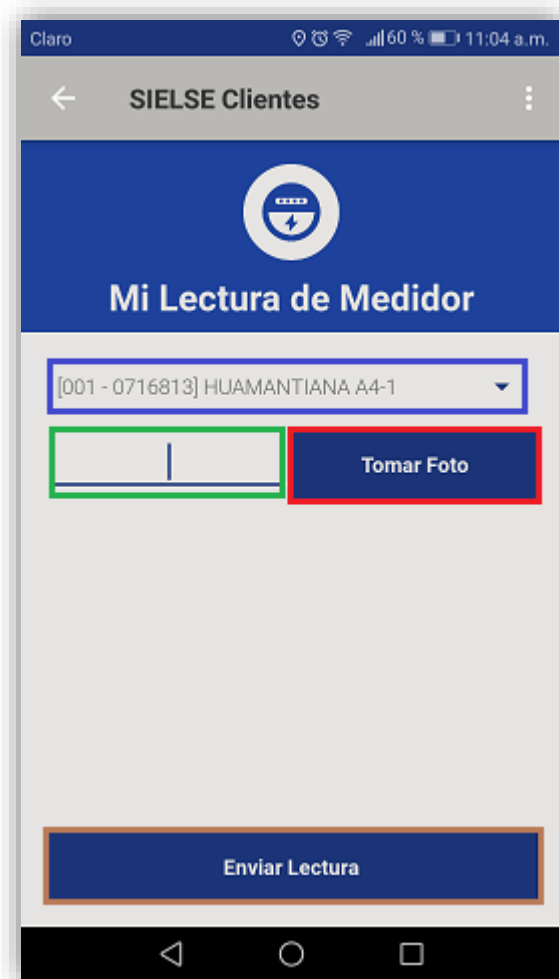 Claro 60 % 11:04 a.m.
SIELSE Clientes
Mi Lectura de Medidor
[001 - 0716813] HUAMANTIANA A4-1
Tomar Foto
Enviar Lectura